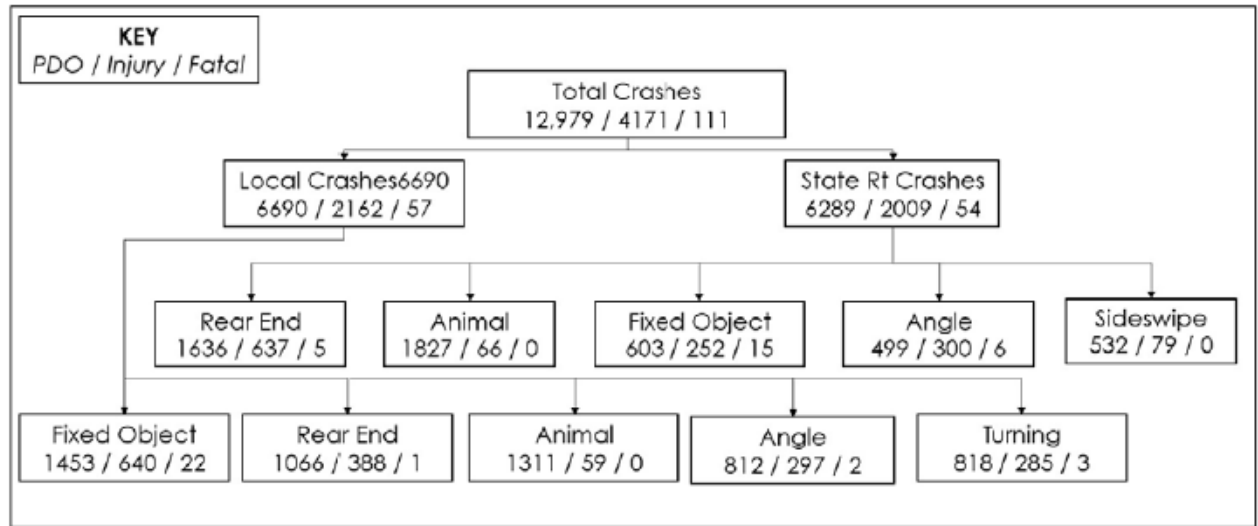 KEY
PDO / Injury / Fatal
Total Crashes
12,979 / 4171 / 111
Local Crashes6690
6690 / 2162 / 57
State Rt Crashes
6289 / 2009 / 54
Rear End
1636 / 637 / 5
Animal
1827 / 66 / 0
Fixed Object
603 / 252 / 15
Angle
499 / 300 / 6
Sideswipe
532 / 79 / 0
Fixed Object
1453 / 640 / 22
Rear End
1066 / 388 / 1
Animal
1311 / 59 / 0
Angle
812 / 297 / 2
Turning
818 / 285 / 3